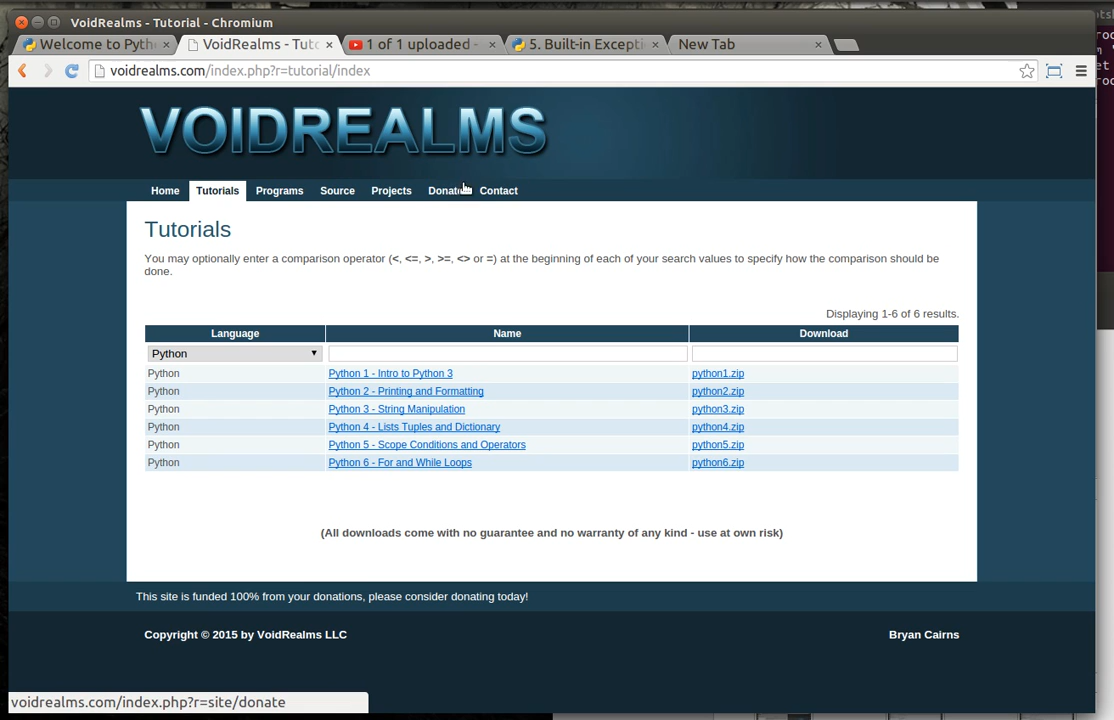 VoidRealms - Tutorial - Chromium
Welcome to Pyth
VoidRealms - Tut
1 of 1 uploaded -
5. Built-in Excepti
New Tab
voidrealms.com/index.php?r=tutorial/index
VOIDREALMS
Home Tutorials Programs Source Projects Donate Contact
Tutorials
You may optionally enter a comparison operator (<, <=, >, >=, <> or =) at the beginning of each of your search values to specify how the comparison should be
done.
Displaying 1-6 of 6 results.
Language Name Download
Python
Python Python 1 - Intro to Python 3 python1.zip
Python Python 2 - Printing and Formatting python2.zip
Python Python 3 - String Manipulation python3.zip
Python Python 4 - Lists Tuples and Dictionary python4.zip
Python Python 5 - Scope Conditions and Operators python5.zip
Python Python 6 - For and While Loops python6.zip
(All downloads come with no guarantee and no warranty of any kind - use at own risk)
This site is funded 100% from your donations, please consider donating today!
Copyright © 2015 by VoidRealms LLC Bryan Cairns
voidrealms.com/index.php?r=site/donate